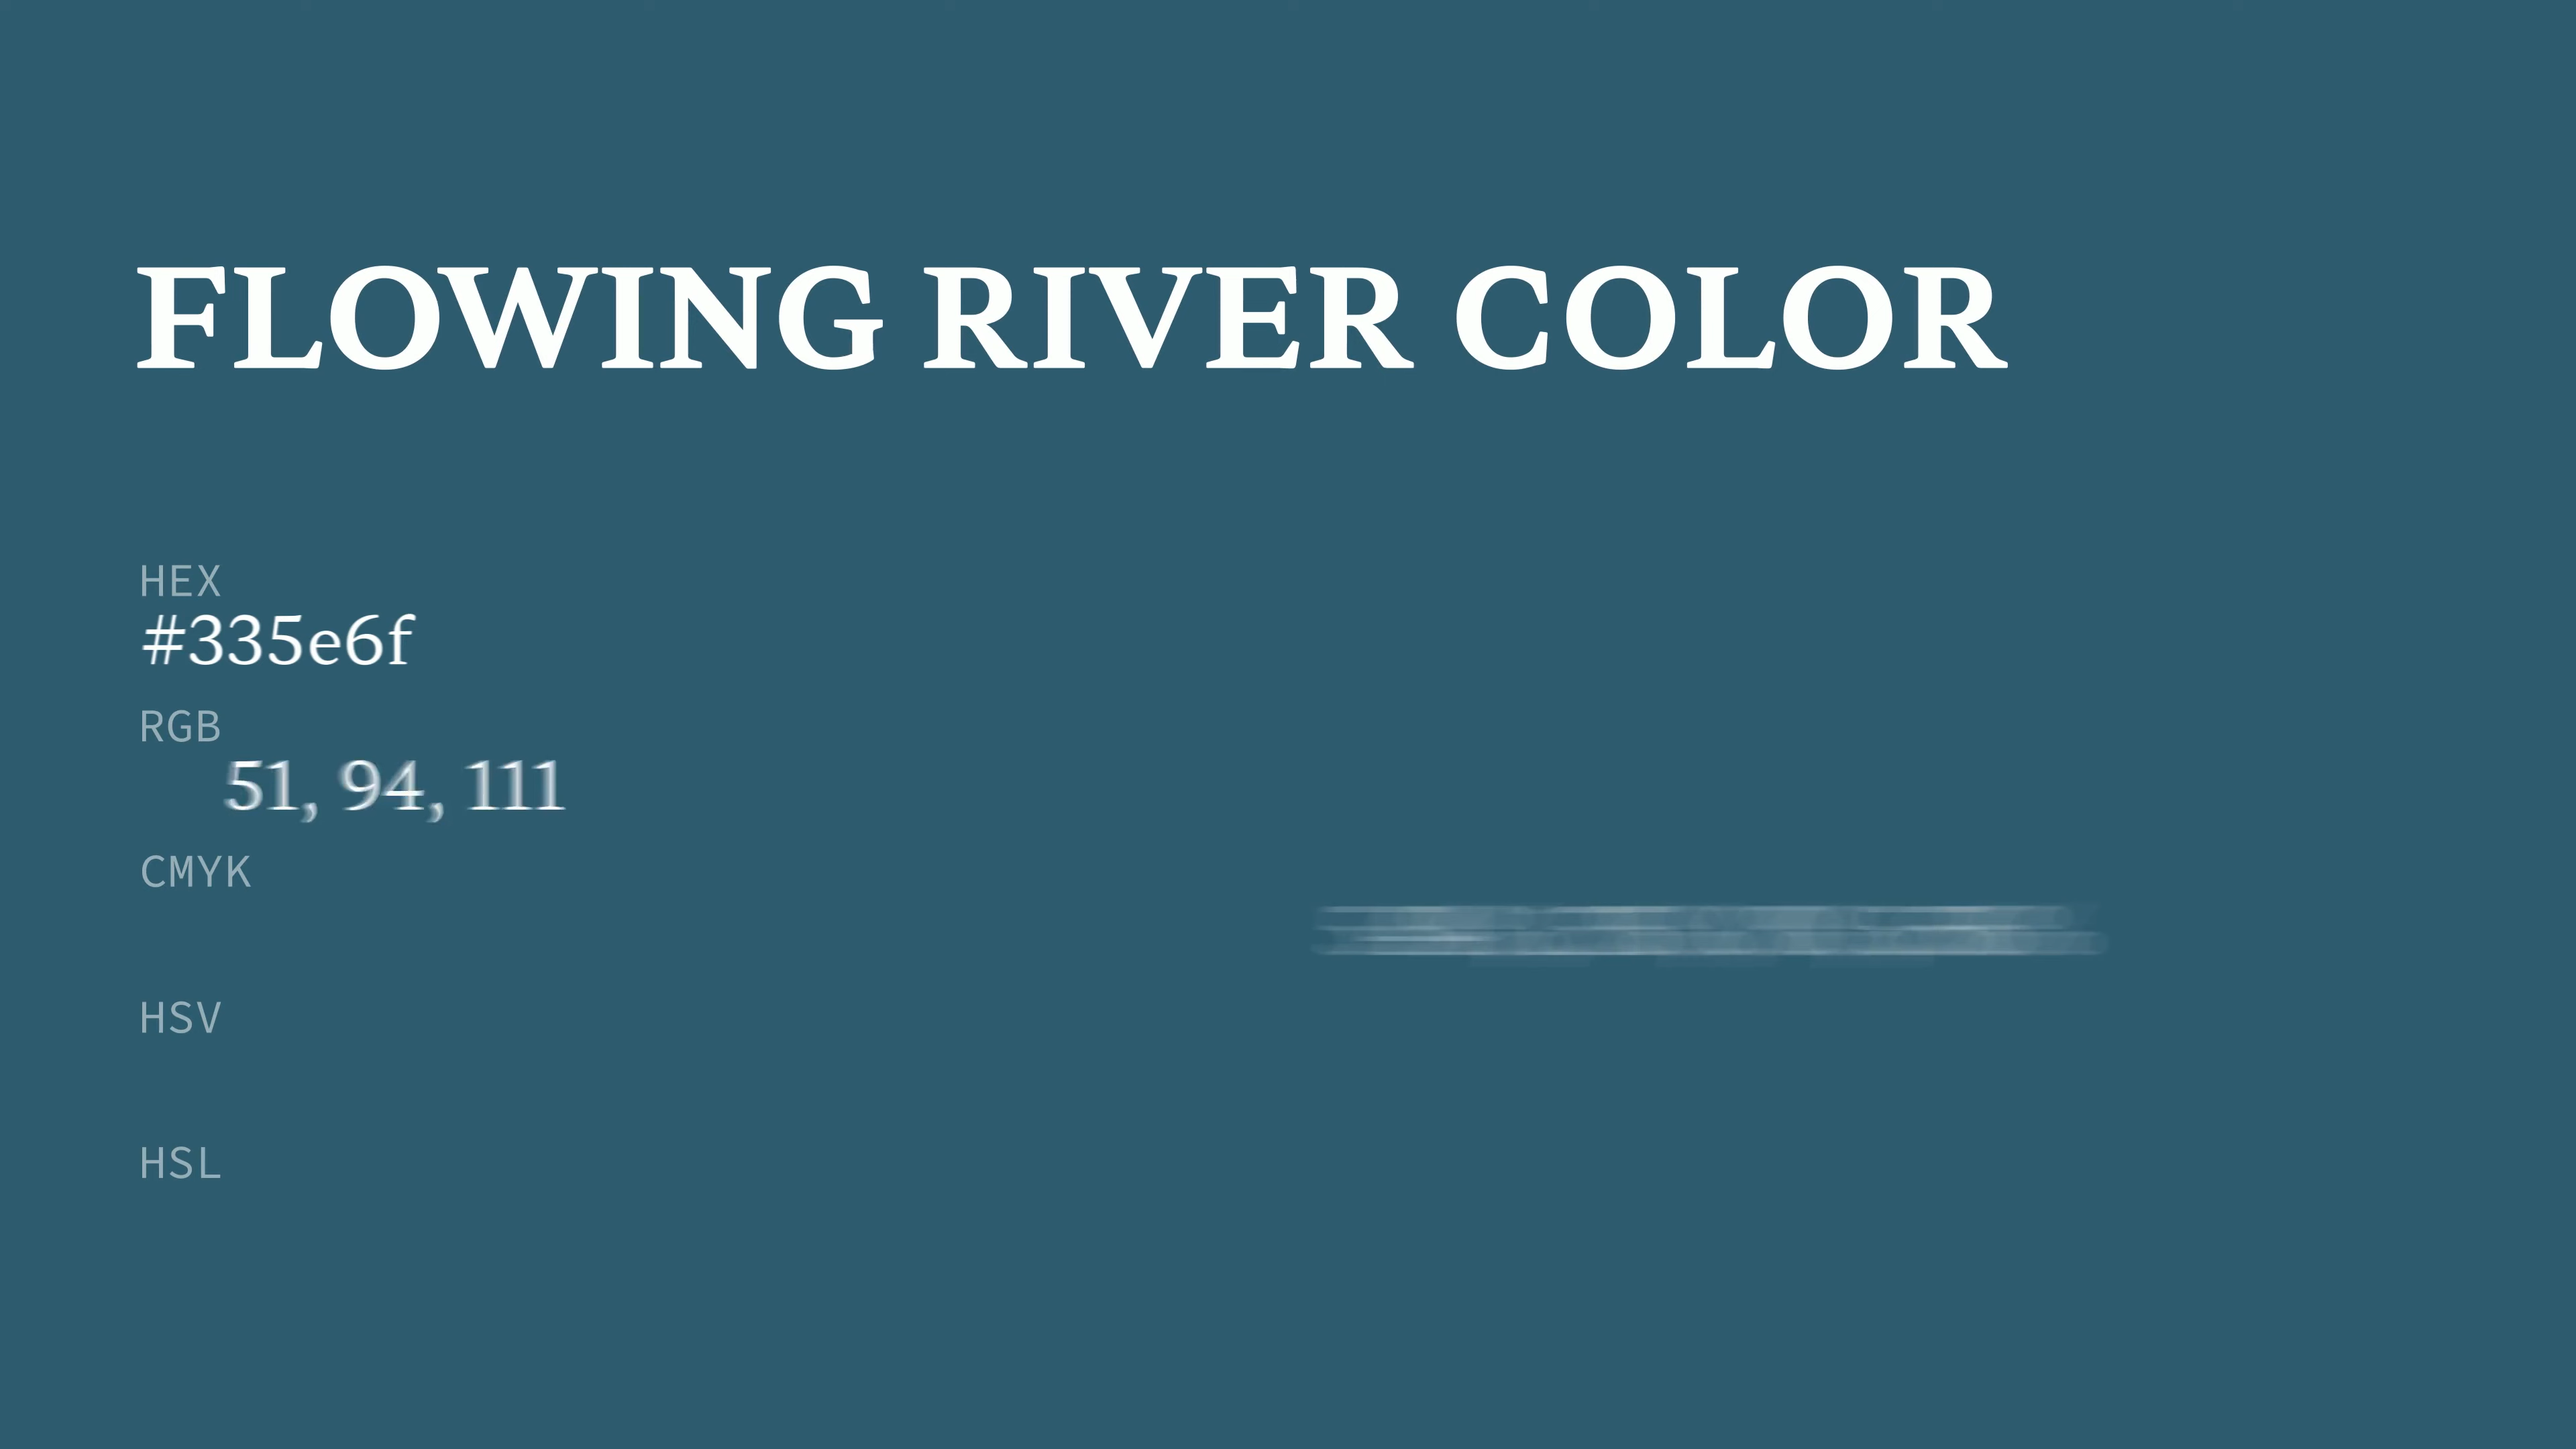 FLOWING RIVER COLOR
HEX
#335e6f
RGB
51, 94, 111
CMYK
HSV
HSL